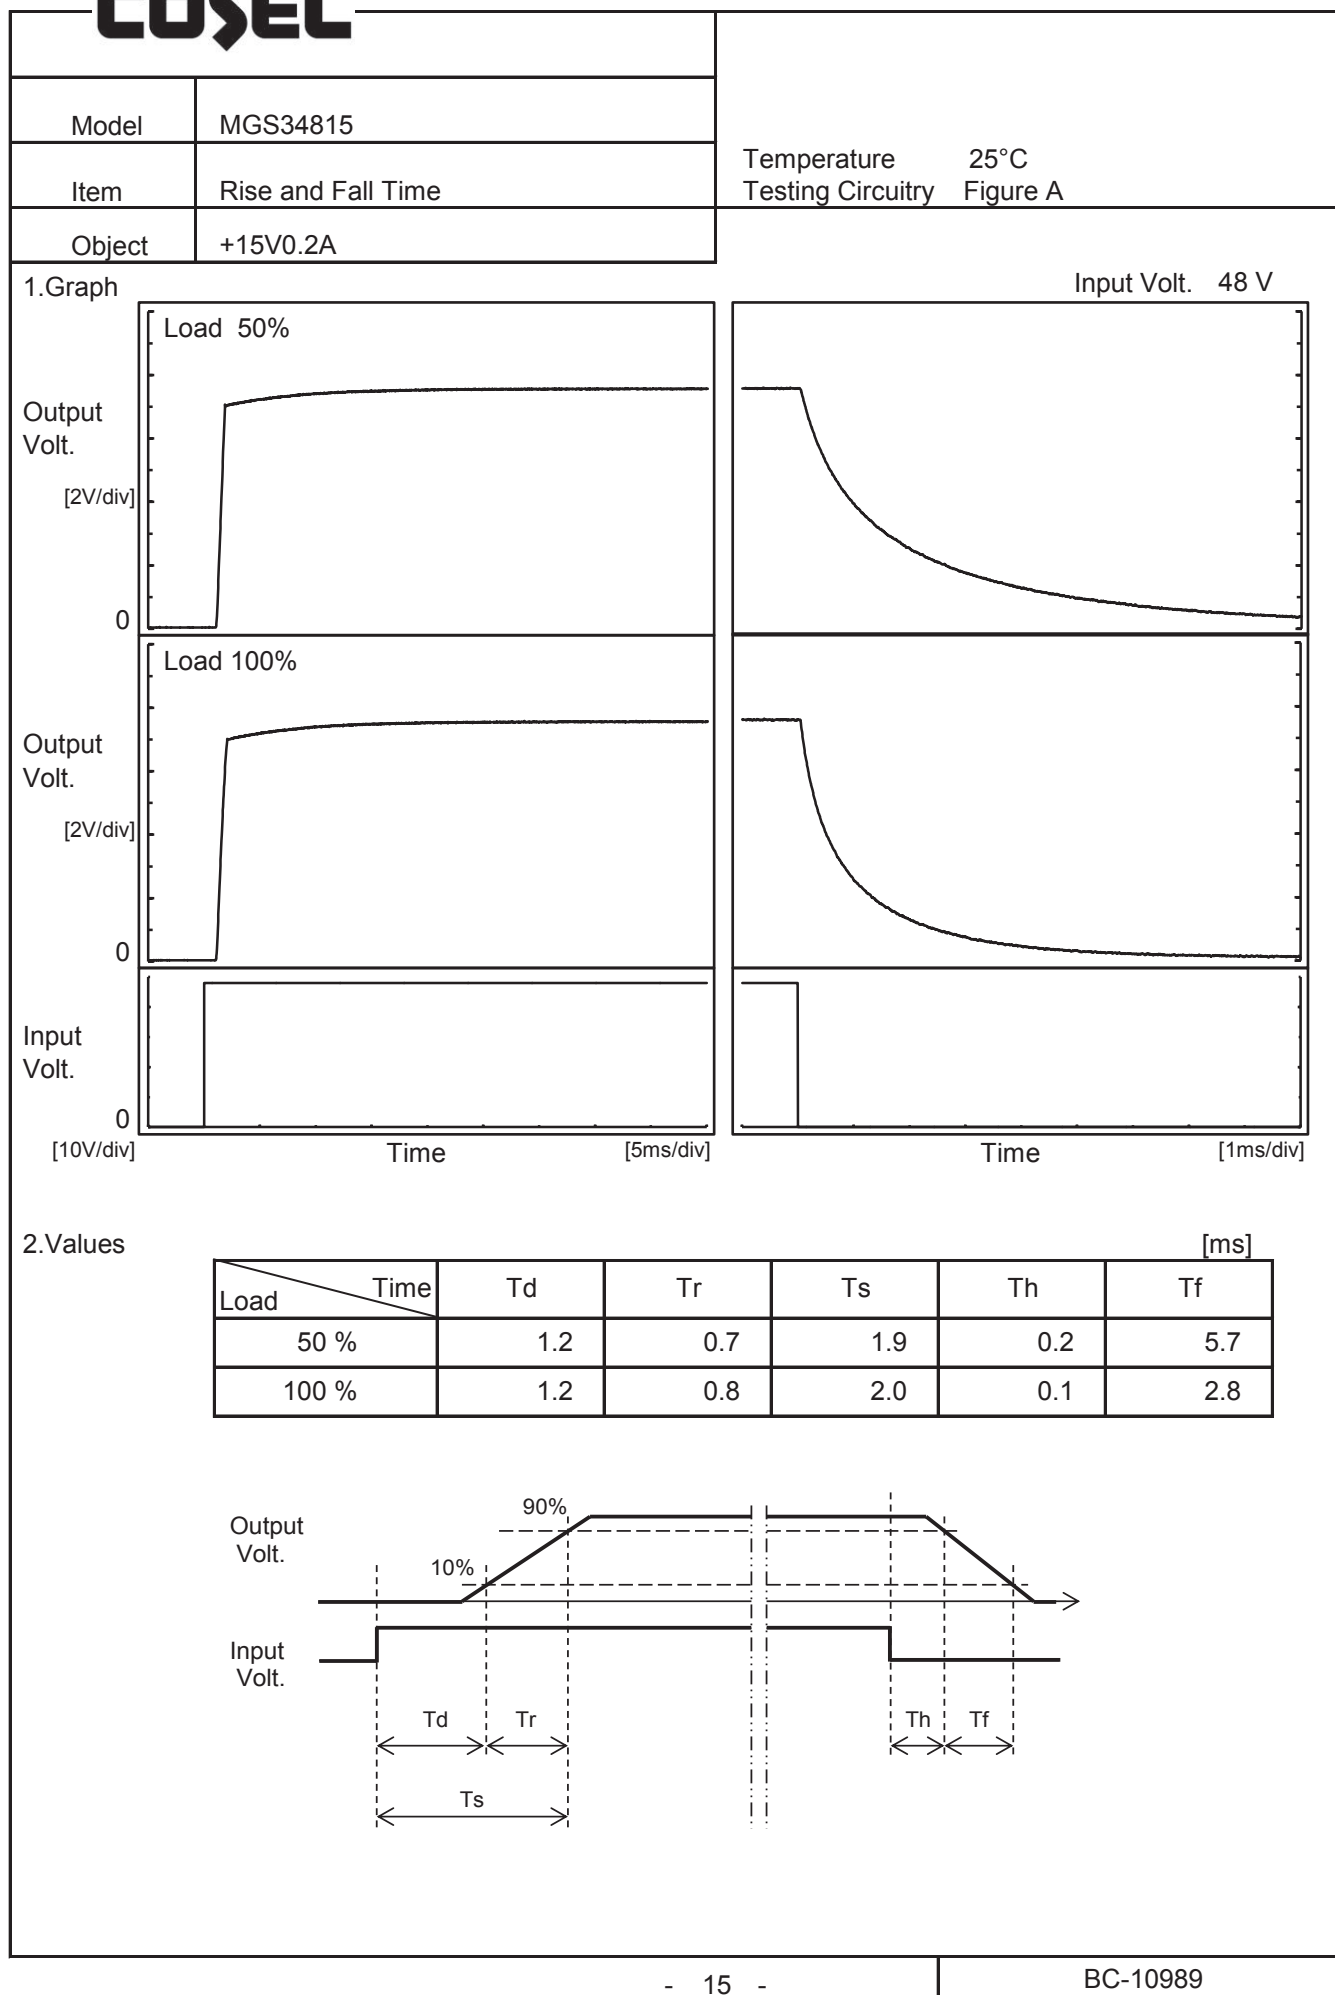 COSEL
Model MGS34815
Item Rise and Fall Time
Temperature 25°C
Testing Circuitry Figure A
Object +15V0.2A
1.Graph
Input Volt. 48 V
Load 50%
Output
Volt.
[2V/div]
0
Load 100%
Output
Volt.
[2V/div]
0
Input
Volt.
0
[10V/div]
Time
[5ms/div]
Time
[1ms/div]
2.Values
[ms]
Time
Load
Td Tr Ts Th Tf
50 % 1.2 0.7 1.9 0.2 5.7
100 % 1.2 0.8 2.0 0.1 2.8
90%
Output
Volt.
10%
Input
Volt.
Td Tr Th Tf
Ts
- 15 -
BC-10989